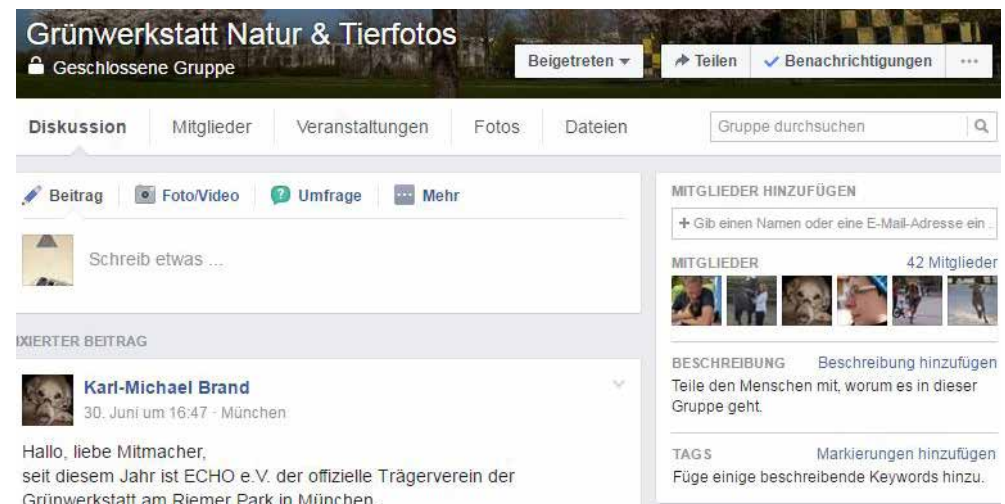 Grünwerkstatt Natur & Tierfotos
Geschlossene Gruppe
Beigetreten
Teilen
Benachrichtigungen
Diskussion Mitglieder Veranstaltungen Fotos Dateien
Gruppe durchsuchen
Beitrag Foto/Video Umfrage Mehr
Schreib etwas ...
IXIERTER BEITRAG
Karl-Michael Brand
30. Juni um 16:47 · München
Hallo, liebe Mitmacher,
seit diesem Jahr ist ECHO e.V. der offizielle Trägerverein der
Grünwerkstatt am Riemer Park in München.
MITGLIEDER HINZUFÜGEN
+ Gib einen Namen oder eine E-Mail-Adresse ein ..
MITGLIEDER 42 Mitglieder
BESCHREIBUNG Beschreibung hinzufügen
Teile den Menschen mit, worum es in dieser
Gruppe geht.
TAGS Markierungen hinzufügen
Füge einige beschreibende Keywords hinzu.